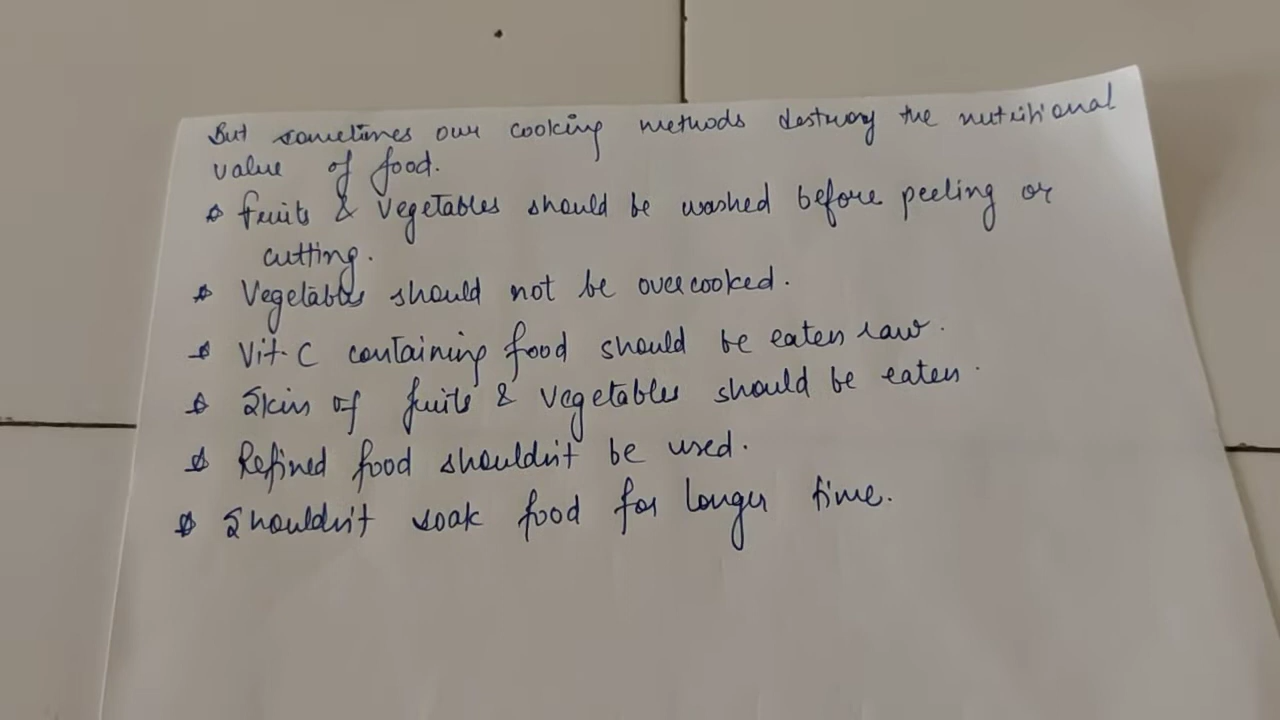 But sometimes our cooking methods destroy the nutritional
value of food.
fruits & vegetables should be washed before peeling or
cutting.
Vegetables should not be overcooked.
Vit-C containing food should be eaten raw.
Skin of fruits & vegetables should be eaten.
Refined food shouldn't be used.
Shouldn't soak food for longer time.